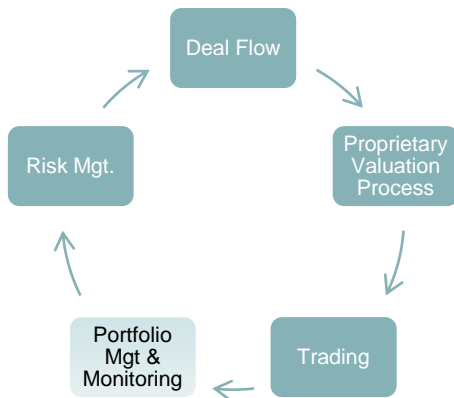 Deal Flow
Proprietary
Valuation
Process
Trading
Portfolio
Mgt &
Monitoring
Risk Mgt.